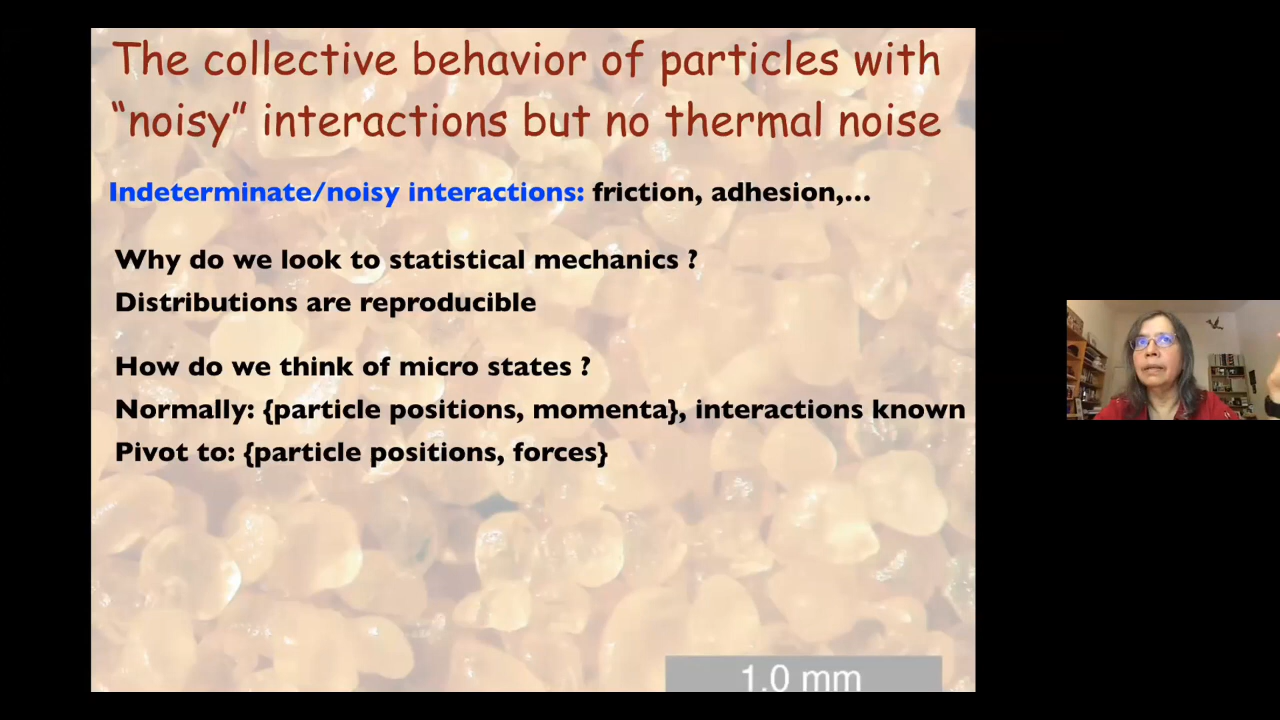 The collective behavior of particles with
“noisy” interactions but no thermal noise
Indeterminate/noisy interactions: friction, adhesion,...
Why do we look to statistical mechanics ?
Distributions are reproducible
How do we think of micro states ?
Normally: {particle positions, momenta}, interactions known
Pivot to: {particle positions, forces}
1.0 mm